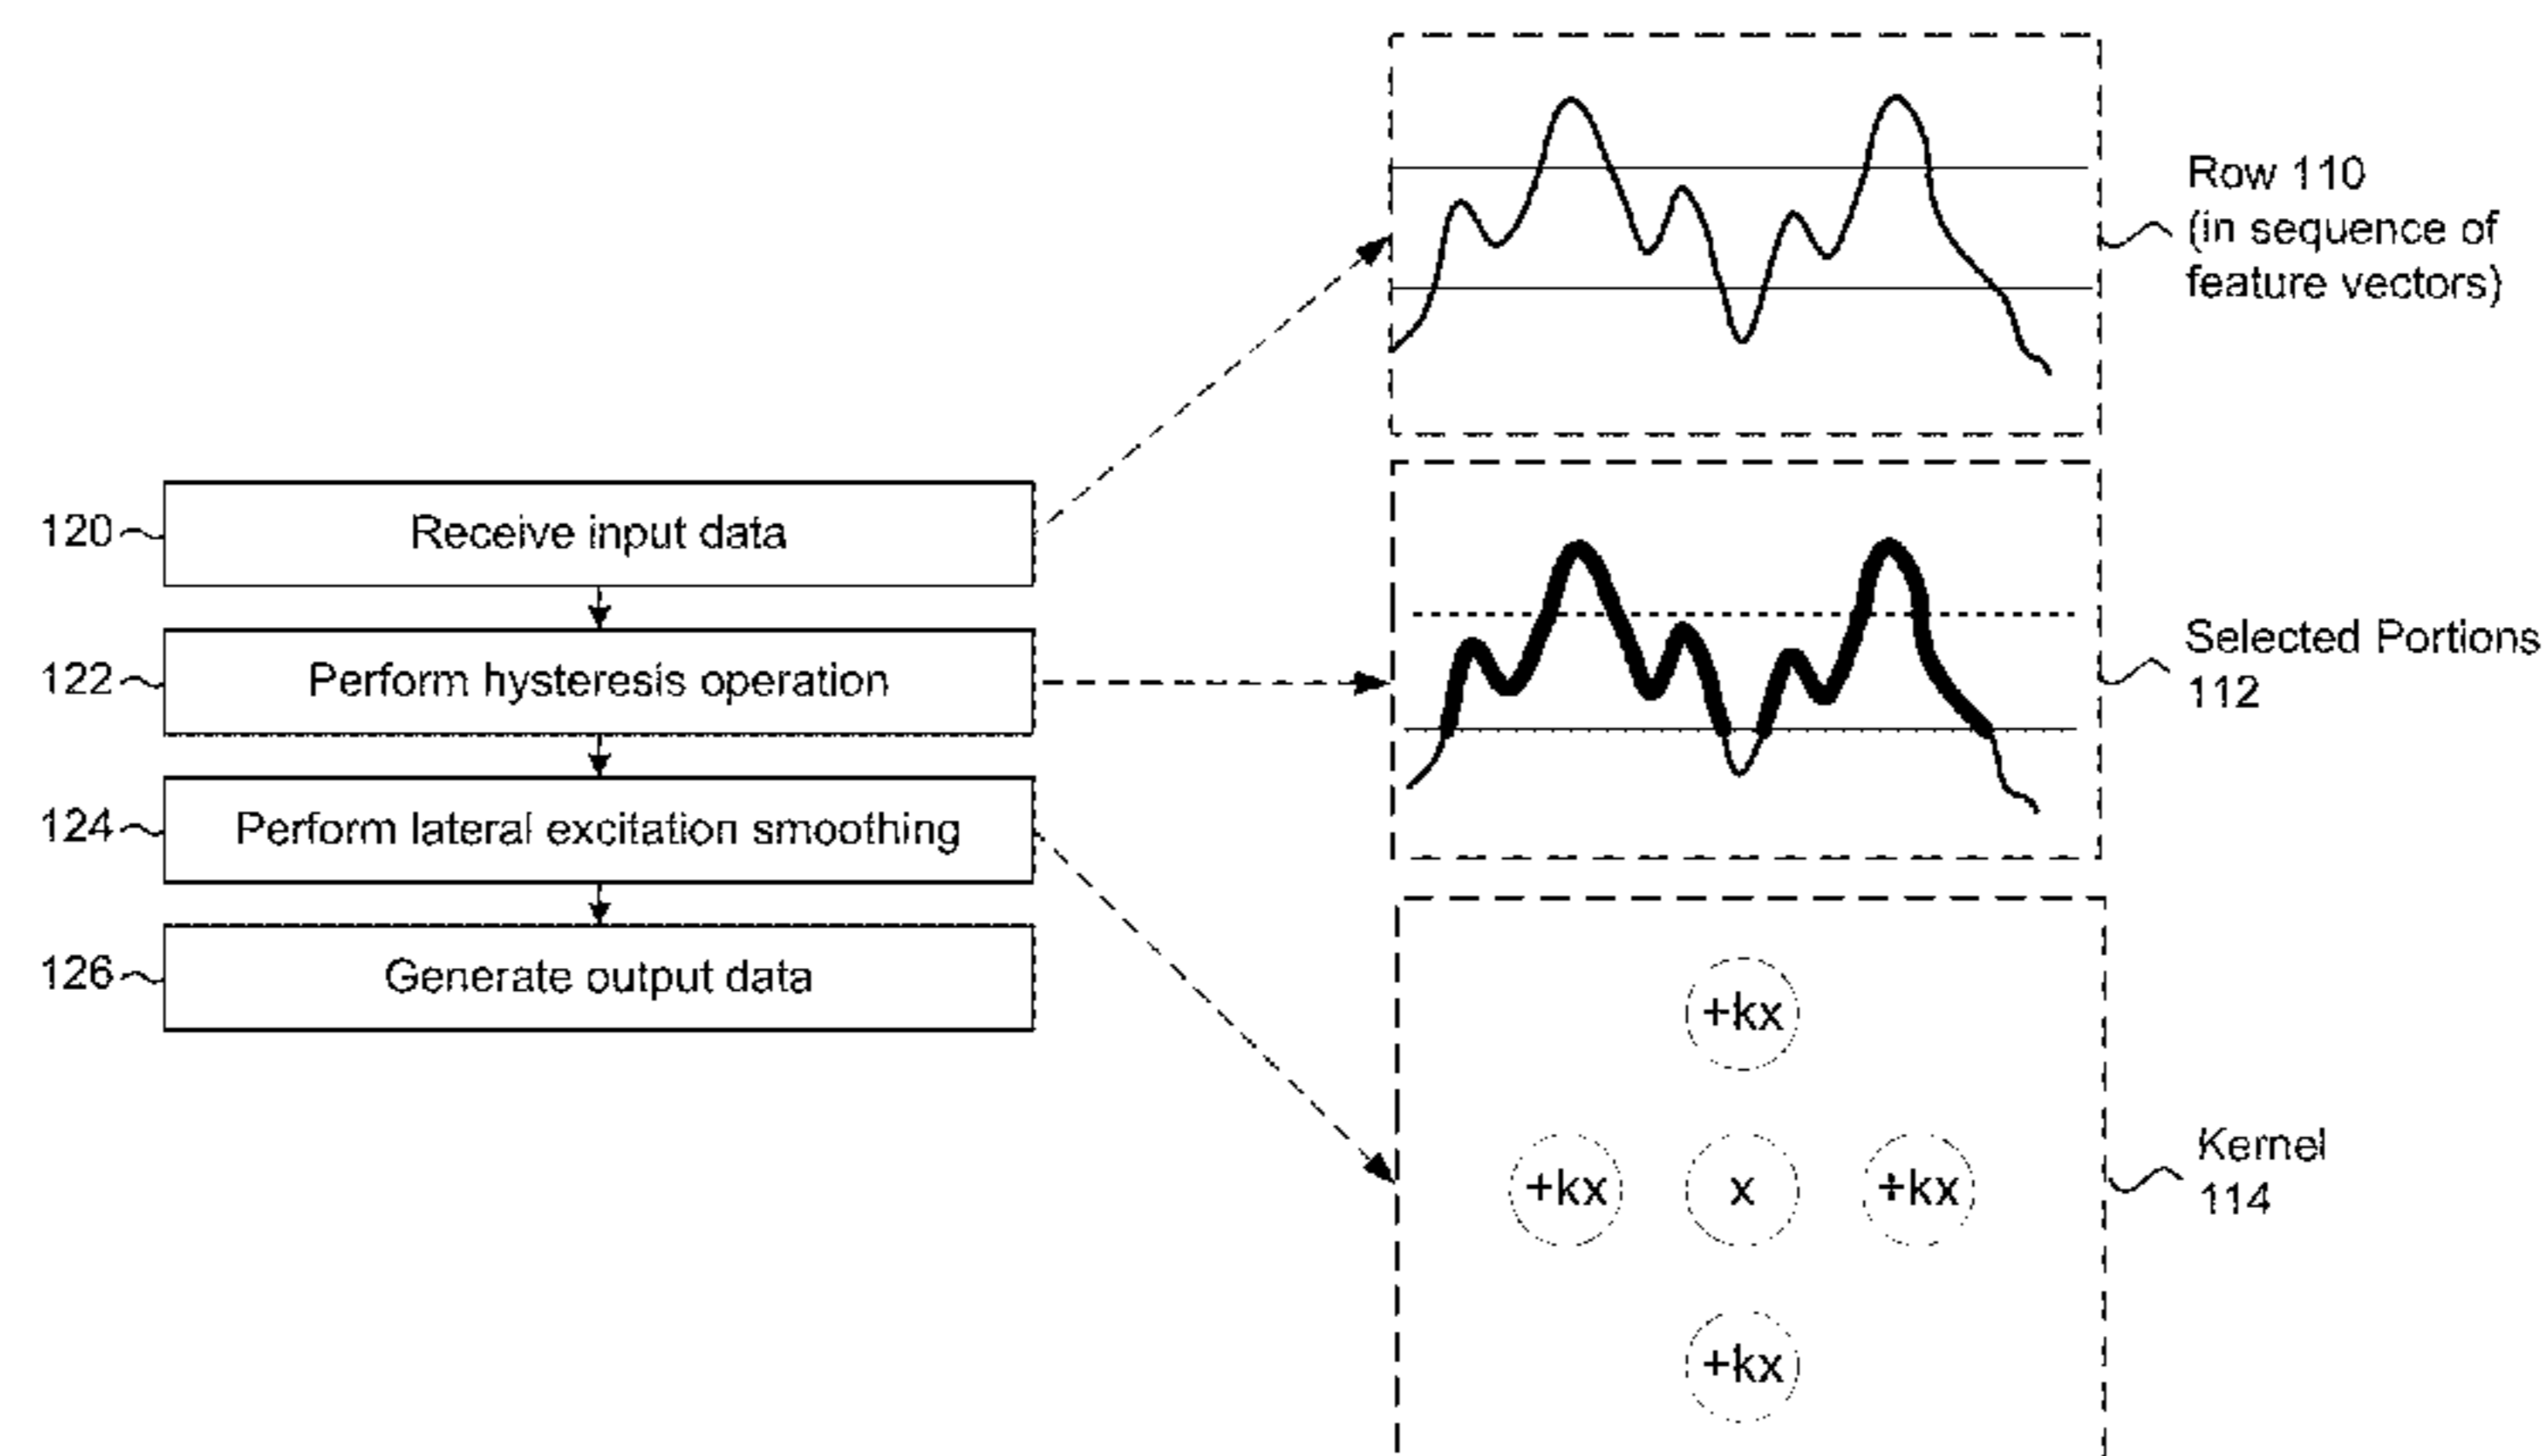 Row 110
(in sequence of
feature vectors)
120
Receive input data
122
Perform hysteresis operation
Selected Portions
112
124
Perform lateral excitation smoothing
126
Generate output data
+kx
+kx
x
+kx
+kx
Kernel
114